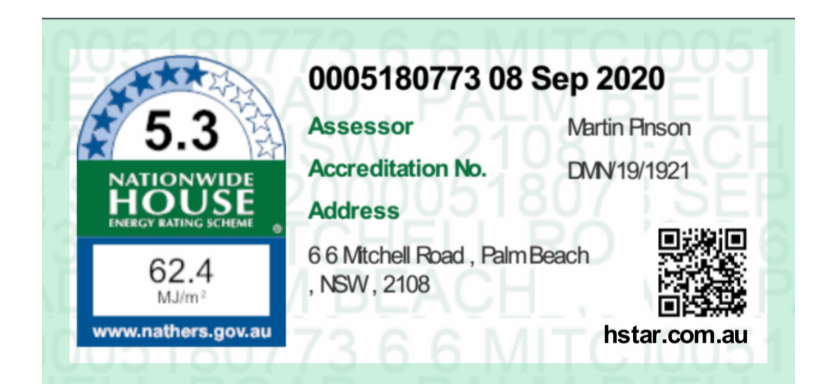 0005180773 08 Sep 2020
5.3
NATIONWIDE
HOUSE
ENERGY RATING SCHEME ®
62.4
MJ/m²
www.nathers.gov.au
Assessor Martin Pinson
Accreditation No. DMN/19/1921
Address
6 6 Mitchell Road , Palm Beach
, NSW , 2108
hstar.com.au